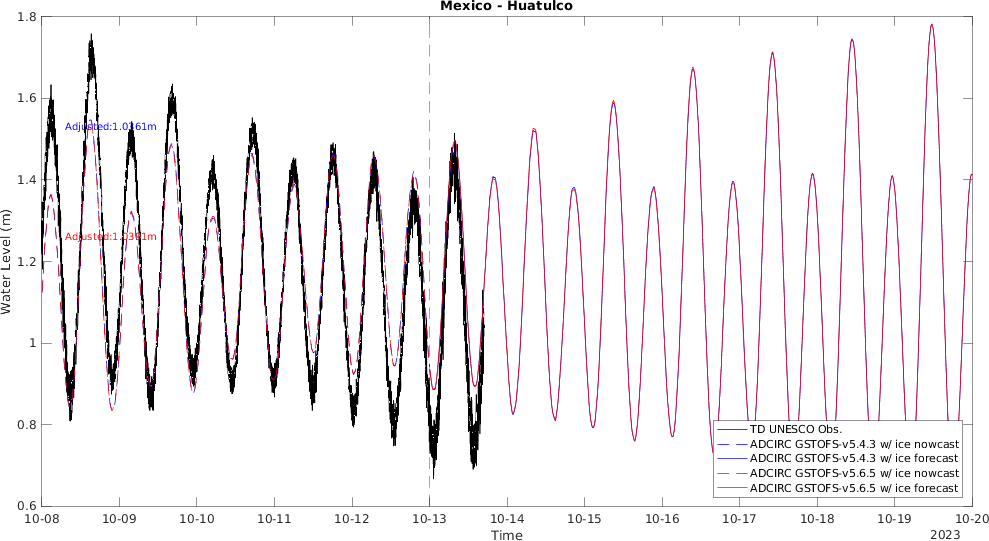 Mexico - Huatulco
1.8
1.6
1.4
1.2
1
0.8
0.6
Water Level (m)
Adjusted:1.0361m
Adjusted:1.0391m
TD UNESCO Obs.
ADCIRC GSTOFS-v5.4.3 w/ ice nowcast
ADCIRC GSTOFS-v5.4.3 w/ ice forecast
ADCIRC GSTOFS-v5.6.5 w/ ice nowcast
ADCIRC GSTOFS-v5.6.5 w/ ice forecast
10-08 10-09 10-10 10-11 10-12 10-13 10-14 10-15 10-16 10-17 10-18 10-19 10-20
Time
2023